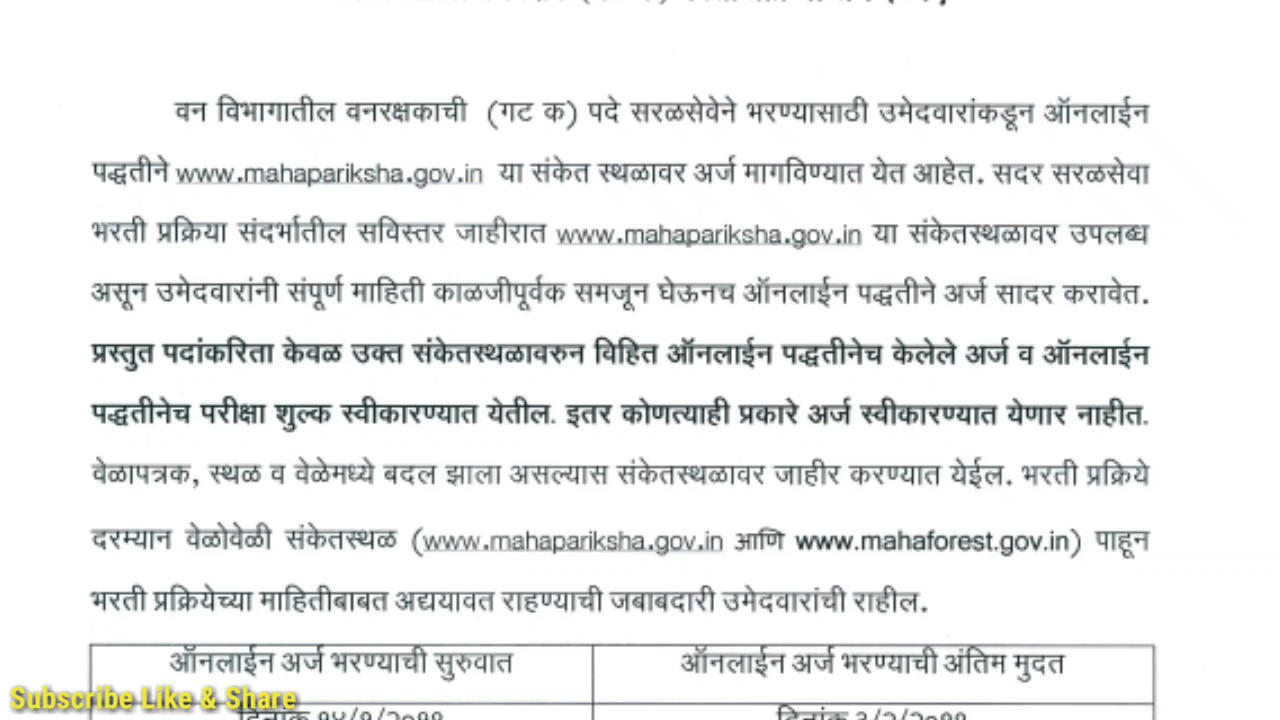 वन विभागातील वनरक्षकाची (गट क) पदे सरळसेवेने भरण्यासाठी उमेदवारांकडून ऑनलाईन
पद्धतीने www.mahapariksha.gov.in या संकेत स्थळावर अर्ज मागविण्यात येत आहेत. सदर सरळसेवा
भरती प्रक्रिया संदर्भातील सविस्तर जाहीरात www.mahapariksha.gov.in या संकेतस्थळावर उपलब्ध
असून उमेदवारांनी संपूर्ण माहिती काळजीपूर्वक समजून घेऊनच ऑनलाईन पद्धतीने अर्ज सादर करावेत.
प्रस्तुत पदांकरिता केवळ उक्त संकेतस्थळावरुन विहित ऑनलाईन पद्धतीनेच केलेले अर्ज व ऑनलाईन
पद्धतीनेच परीक्षा शुल्क स्वीकारण्यात येतील. इतर कोणत्याही प्रकारे अर्ज स्वीकारण्यात येणार नाहीत.
वेळापत्रक, स्थळ व वेळेमध्ये बदल झाला असल्यास संकेतस्थळावर जाहीर करण्यात येईल. भरती प्रक्रिये
दरम्यान वेळोवेळी संकेतस्थळ (www.mahapariksha.gov.in आणि www.mahaforest.gov.in) पाहून
भरती प्रक्रियेच्या माहितीबाबत अद्ययावत राहण्याची जबाबदारी उमेदवारांची राहील.
ऑनलाईन अर्ज भरण्याची सुरुवात ऑनलाईन अर्ज भरण्याची अंतिम मुदत
Subscribe Like & Share
दिनांक दिनांक